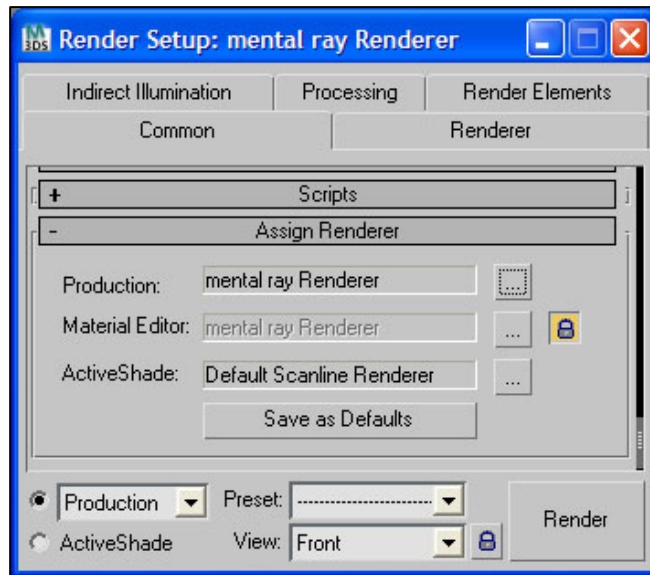 M 3DS Render Setup: mental ray Renderer
Indirect Illumination Processing Render Elements
Common Renderer
+ Scripts
- Assign Renderer
Production: mental ray Renderer ...
Material Editor: mental ray Renderer ...
ActiveShade: Default Scanline Renderer ...
Save as Defaults
Production Preset: -------------------------
Render
ActiveShade View: Front